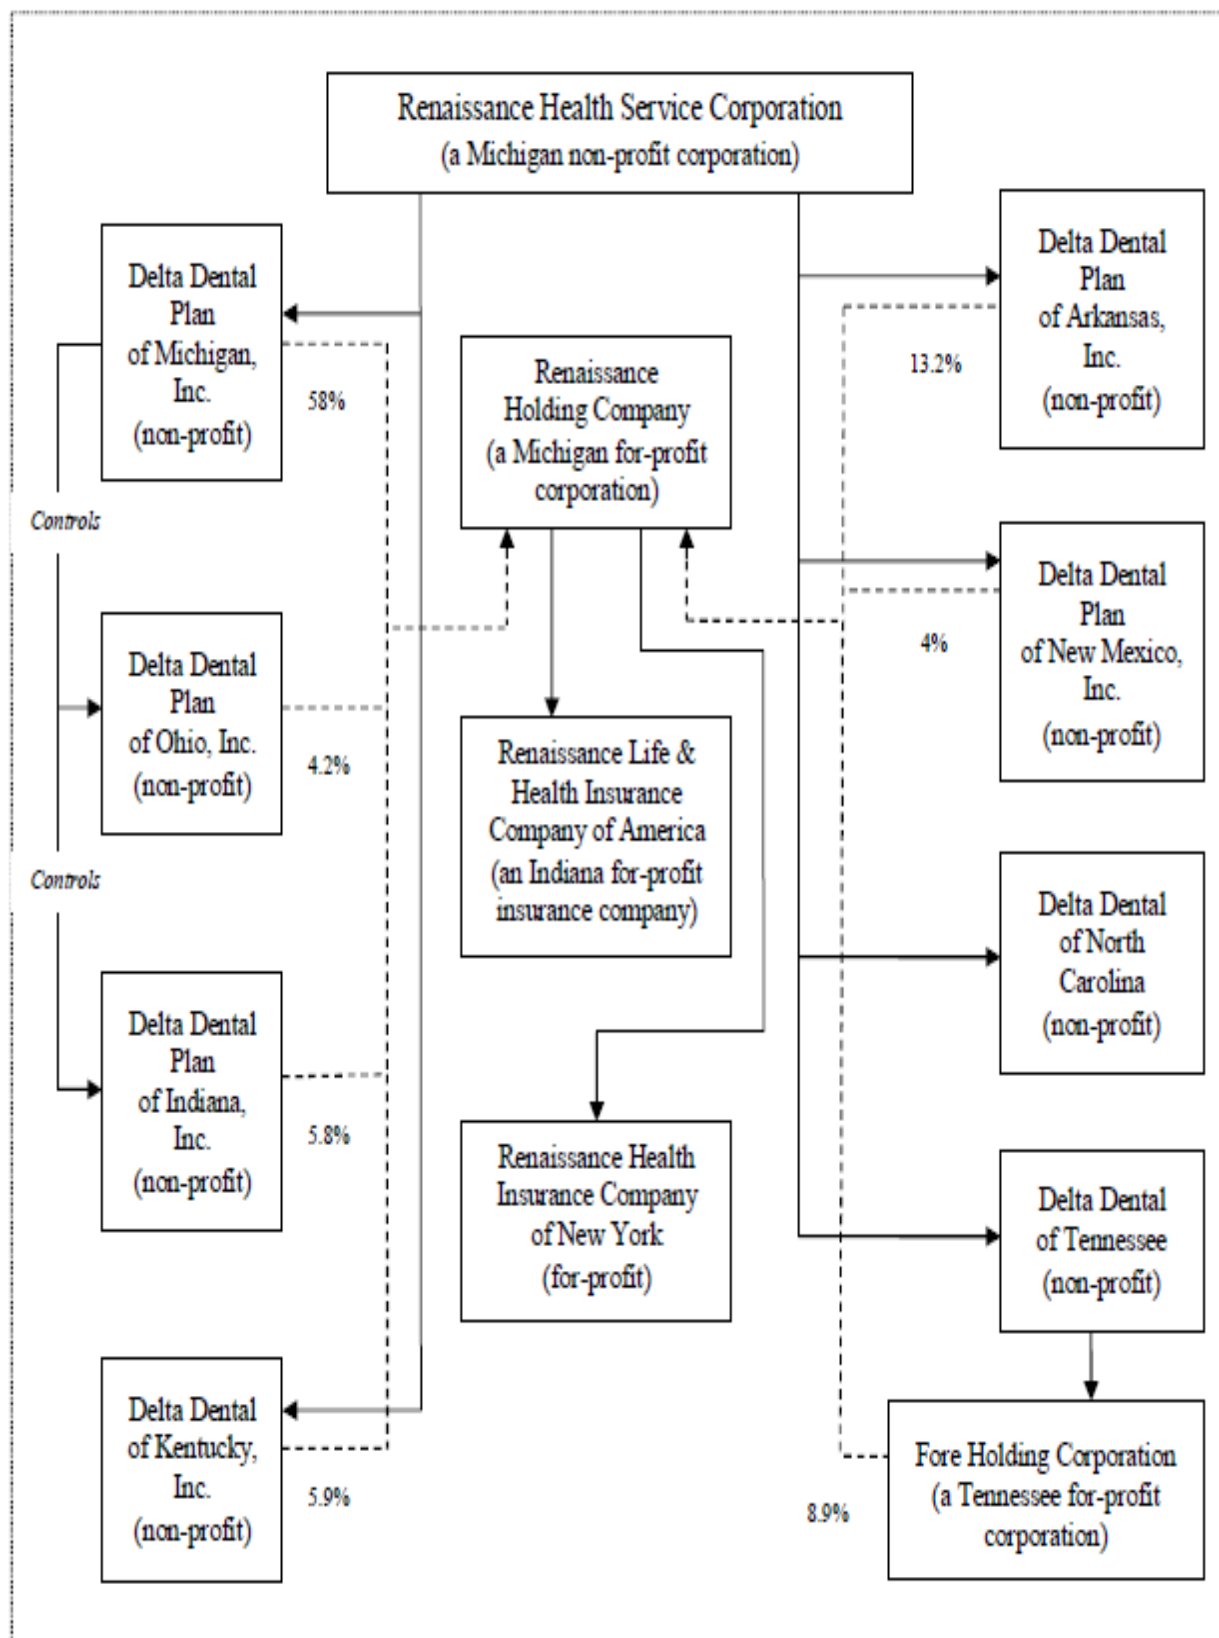 Renaissance Health Service Corporation
(a Michigan non-profit corporation)
Delta Dental
Plan
of Michigan,
Inc.
(non-profit)
58%
Controls
Delta Dental
Plan
of Ohio, Inc.
(non-profit)
4.2%
Controls
Delta Dental
Plan
of Indiana,
Inc.
(non-profit)
5.8%
Delta Dental
of Kentucky,
Inc.
(non-profit)
5.9%
Renaissance
Holding Company
(a Michigan for-profit
corporation)
Renaissance Life &
Health Insurance
Company of America
(an Indiana for-profit
insurance company)
Renaissance Health
Insurance Company
of New York
(for-profit)
Delta Dental
Plan
of Arkansas,
Inc.
(non-profit)
13.2%
Delta Dental
Plan
of New Mexico,
Inc.
(non-profit)
4%
Delta Dental
of North
Carolina
(non-profit)
Delta Dental
of Tennessee
(non-profit)
Fore Holding Corporation
(a Tennessee for-profit
corporation)
8.9%